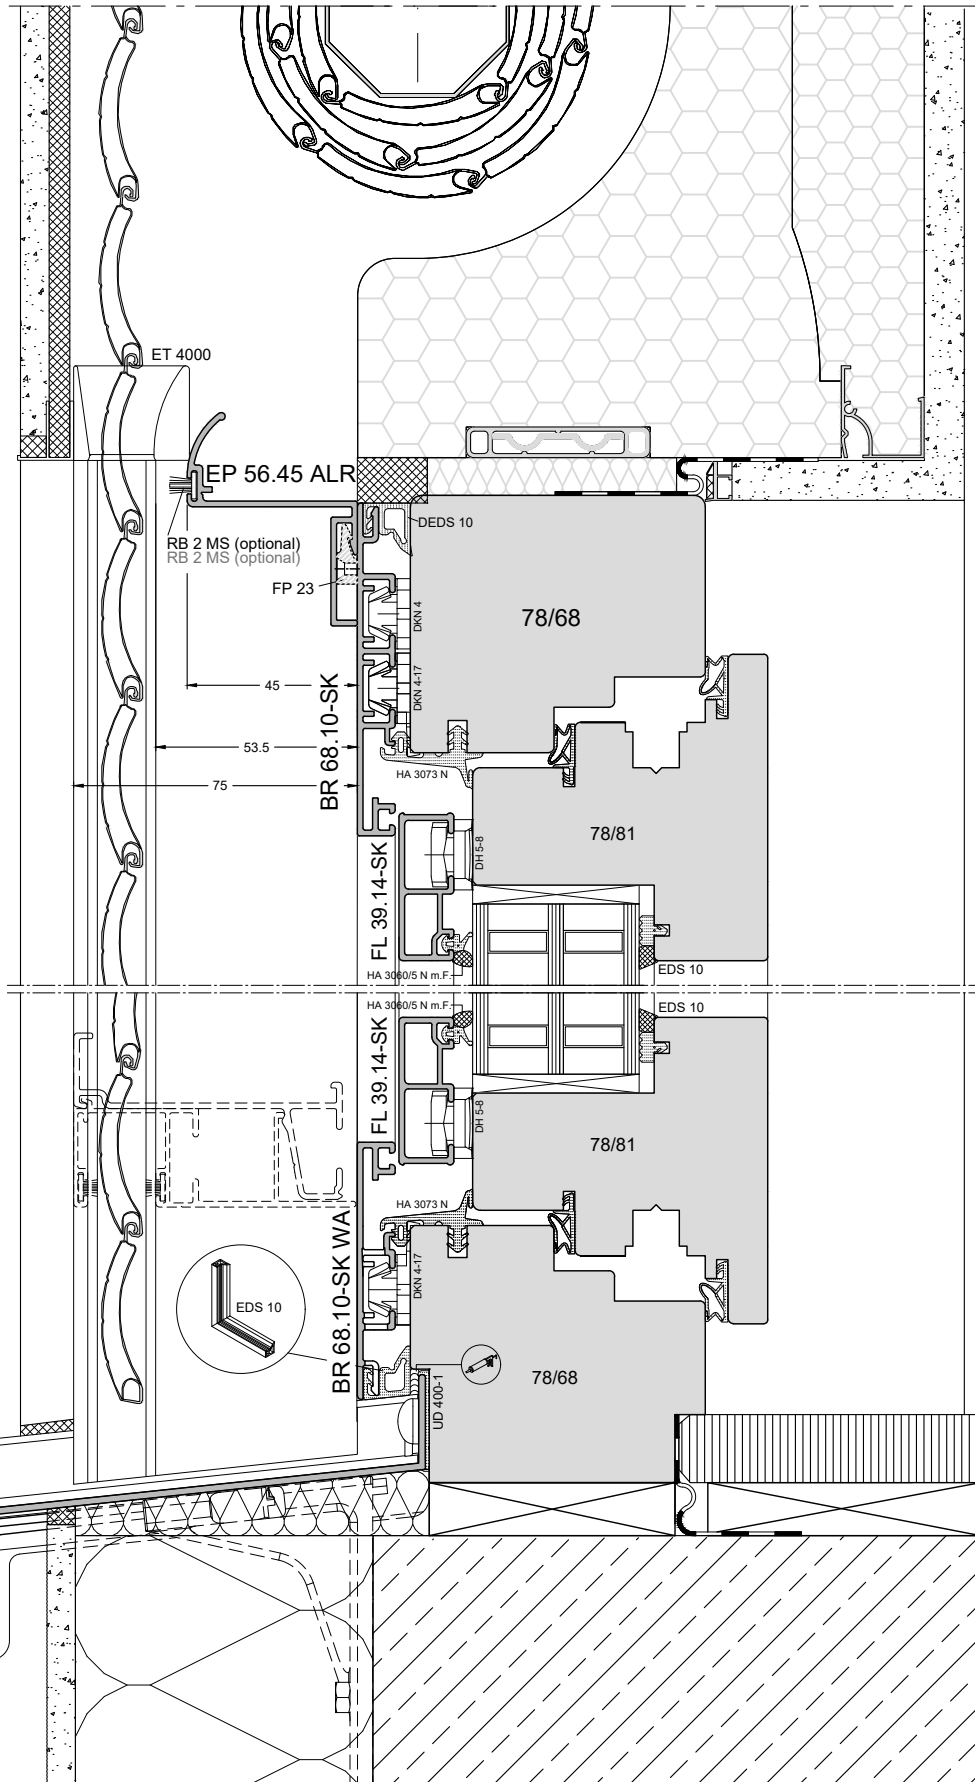 ET 4000
EP 56.45 ALR
DEDS 10
RB 2 MS (optional)
RB 2 MS (optional)
FP 23
DKN 4
78/68
DKN 4-17
45
BR 68.10-SK
53.5
HA 3073 N
75
78/81
DH 5-8
FL 39.14-SK
HA 3060/5 N m.F.
EDS 10
HA 3060/5 N m.F.
EDS 10
FL 39.14-SK
DH 5-8
78/81
HA 3073 N
BR 68.10-SK WA
DKN 4-17
EDS 10
78/68
UD 400-1